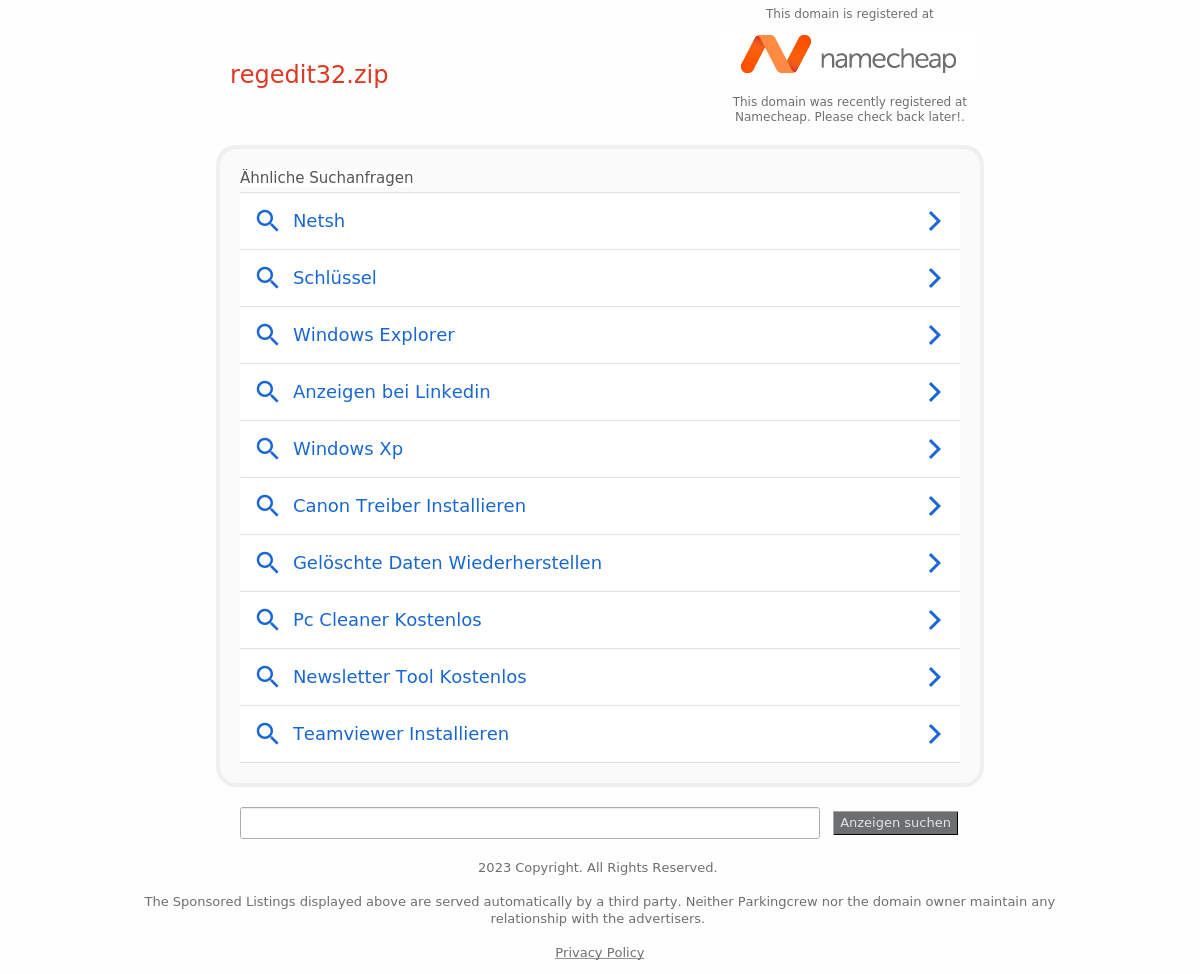 This domain is registered at
namecheap
regedit32.zip
This domain was recently registered at
Namecheap. Please check back later!.
Ähnliche Suchanfragen
Netsh
Schlüssel
Windows Explorer
Anzeigen bei Linkedin
Windows Xp
Canon Treiber Installieren
Gelöschte Daten Wiederherstellen
Pc Cleaner Kostenlos
Newsletter Tool Kostenlos
Teamviewer Installieren
Anzeigen suchen
2023 Copyright. All Rights Reserved.
The Sponsored Listings displayed above are served automatically by a third party. Neither Parkingcrew nor the domain owner maintain any
relationship with the advertisers.
Privacy Policy